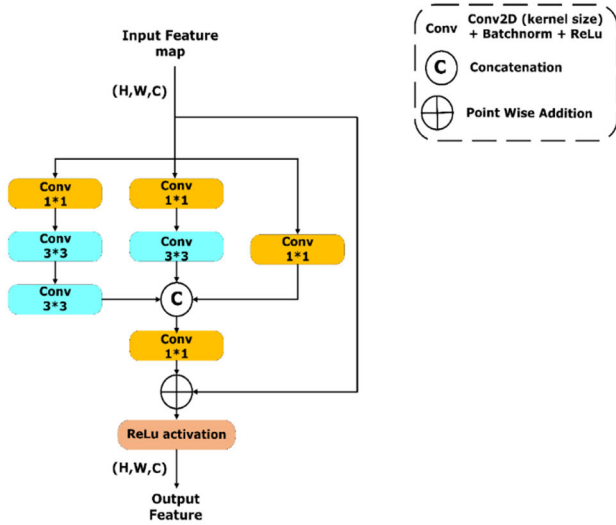 Input Feature
map
(H,W,C)
Conv
1*1
Conv
1*1
Conv
3*3
Conv
3*3
Conv
1*1
Conv
3*3
C
Conv
1*1
ReLu activation
(H,W,C)
Output
Feature
Conv
Conv2D (kernel size)
+ Batchnorm + ReLu
C
Concatenation
Point Wise Addition